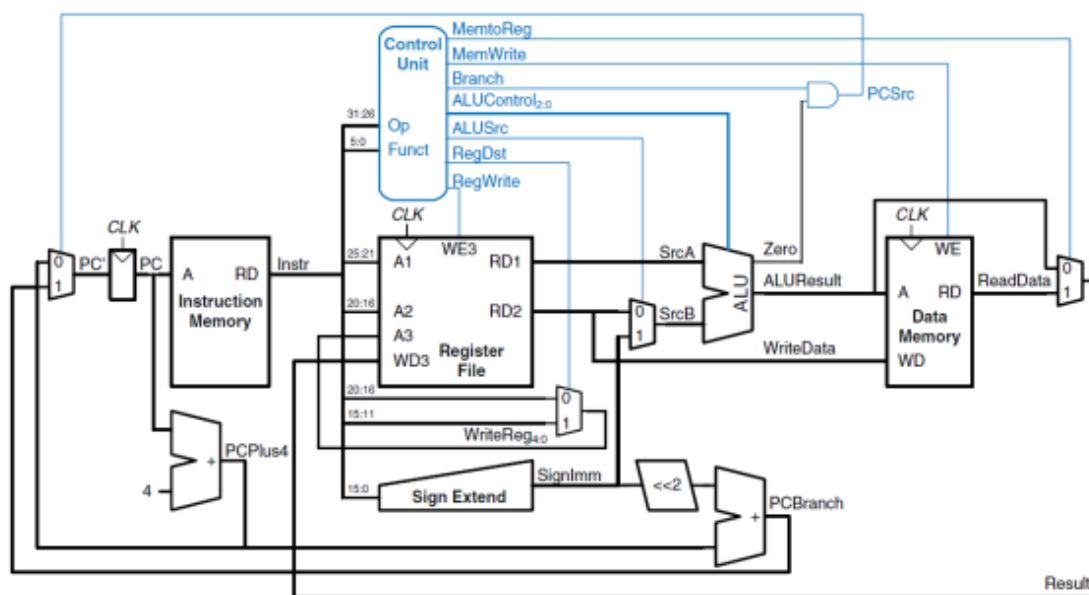 MemtoReg
Control
Unit
MemWrite
Branch
ALUControl2:0
PCSrc
31:26
Op
ALUSrc
5:0
Funct
RegDst
RegWrite
CLK
CLK
CLK
WE3
WE
0
1
PC'
PC
A
RD
Instr
Instruction
Memory
25:21
A1
RD1
SrcA
Zero
ALU
ALUResult
A
RD
ReadData
0
1
20:16
A2
RD2
0
1
SrcB
Data
Memory
A3
WD3
Register
File
WriteData
WD
20:16
0
15:11
1
WriteReg4:0
PCPlus4
+
4
15:0
Sign Extend
SignImm
<<2
PCBranch
+
Result